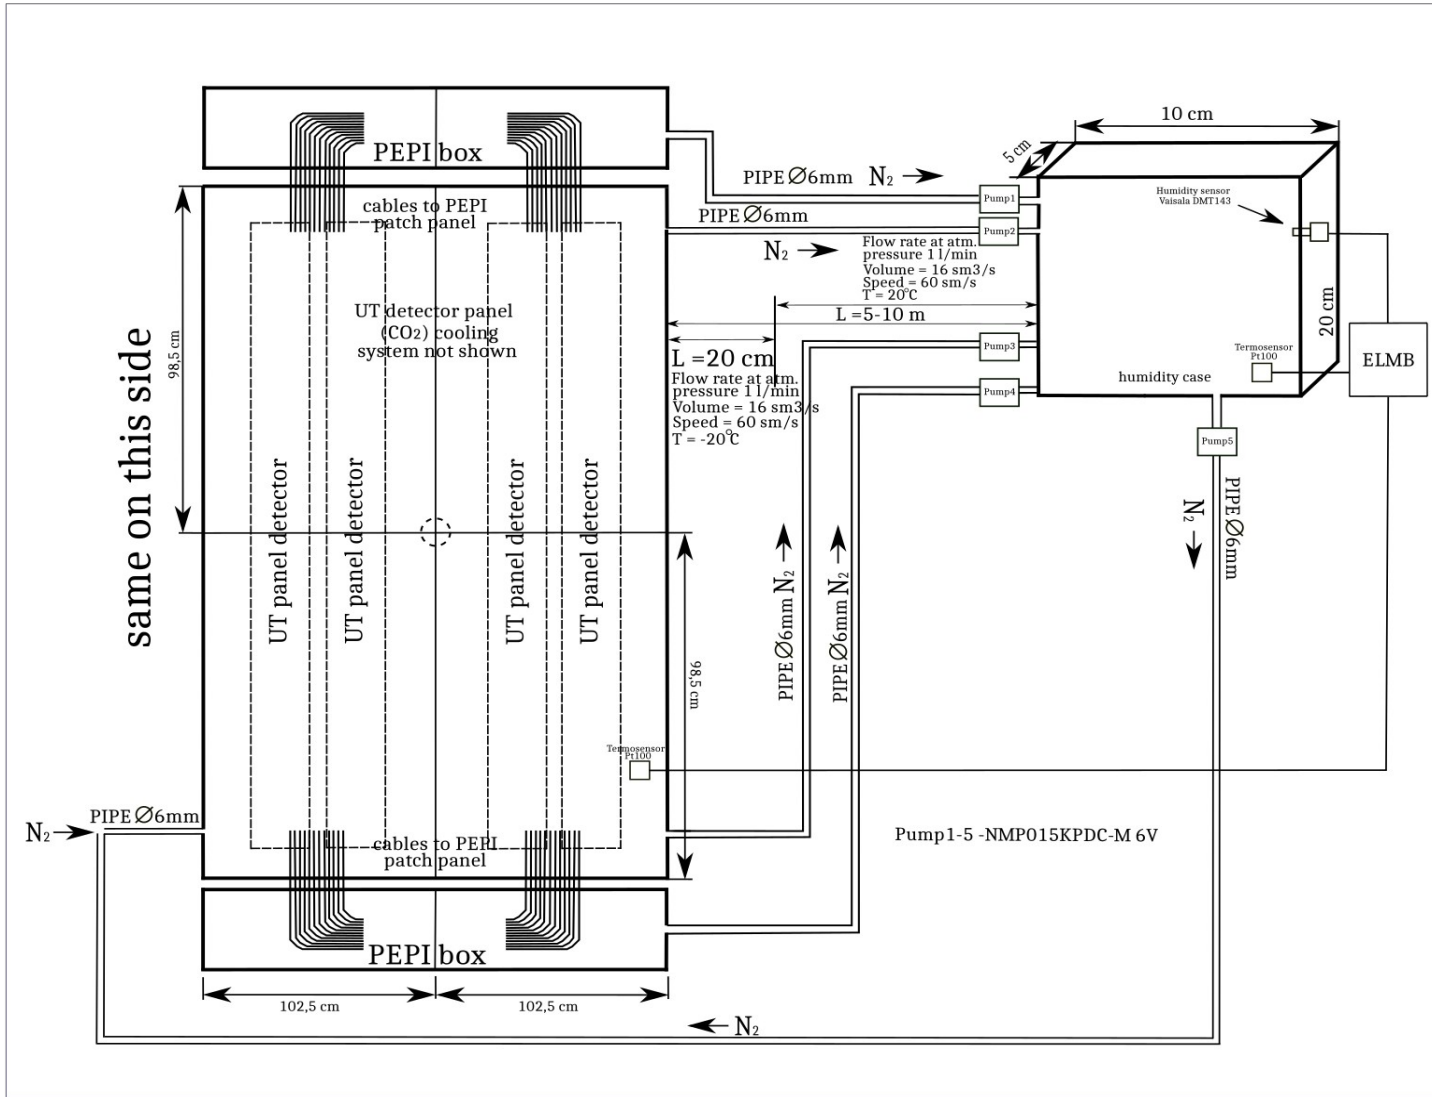 PEPI box
10 cm
5 cm
PIPE∅6mm N₂
Pump1
Humidity sensor
Vaisala DMT143
cables to PEPI
patch panel
PIPE∅6mm
Pump2
N₂
Flow rate at atm.
pressure 1 l/min
Volume = 16 sm3/s
Speed = 60 sm/s
T = 20°C
UT detector panel
(CO₂) cooling
system not shown
L =5-10 m
20 cm
98,5 cm
same on this side
L =20 cm
Flow rate at atm.
pressure 1 l/min
Volume = 16 sm3/s
Speed = 60 sm/s
T = -20°C
Pump3
Termosensor
Pt100
ELMB
humidity case
Pump4
Pump5
UT panel detector
UT panel detector
UT panel detector
UT panel detector
PIPE∅6mm N₂
PIPE∅6mm N₂
N₂
PIPE∅6mm
98,5 cm
Termosensor
Pt100
PIPE∅6mm
N₂
cables to PEPI
patch panel
Pump1-5 -NMP015KPDC-M 6V
PEPI box
102,5 cm
102,5 cm
N₂